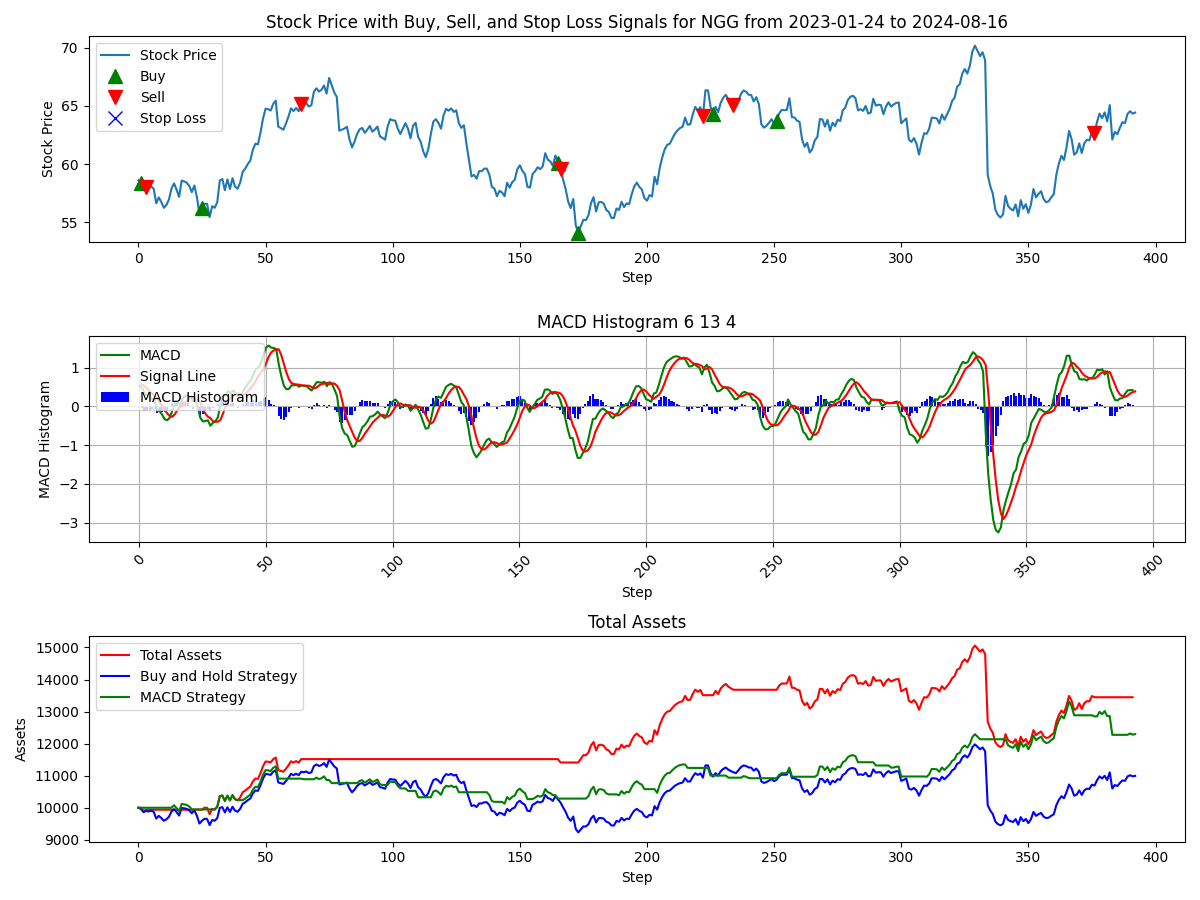 Stock Price with Buy, Sell, and Stop Loss Signals for NGG from 2023-01-24 to 2024-08-16
Stock Price
70
65
60
55
Stock Price
Buy
Sell
Stop Loss
0 50 100 150 200 250 300 350 400
Step
MACD Histogram 6 13 4
MACD Histogram
1
0
−1
−2
−3
MACD
Signal Line
MACD Histogram
0 50 100 150 200 250 300 350 400
Step
Total Assets
Assets
15000
14000
13000
12000
11000
10000
9000
Total Assets
Buy and Hold Strategy
MACD Strategy
0 50 100 150 200 250 300 350 400
Step